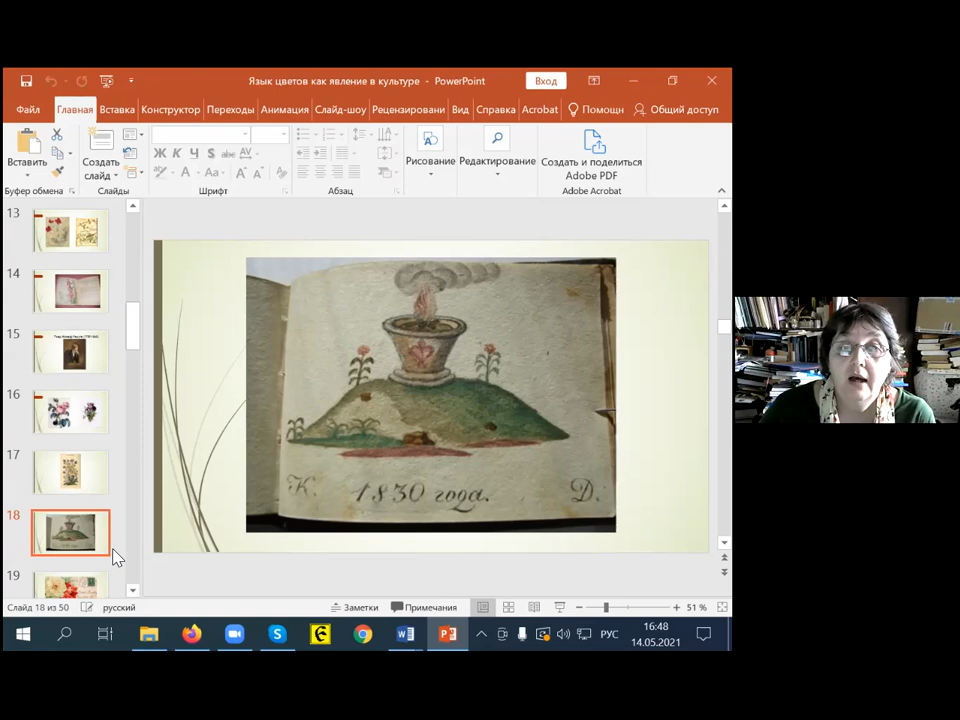 Язык цветов как явление в культуре - PowerPoint
Вход
Файл Главная Вставка Конструктор Переходы Анимация Слайд-шоу Рецензировани Вид Справка Acrobat Помощн Общий доступ
Вставить
Создать слайд
Ж К Ч S abc AV
Aa
Рисование
Редактирование
Создать и поделиться
Adobe PDF
Буфер обмена Слайды Шрифт Абзац Adobe Acrobat
13
14
15
16
17
18
19
К. 1830 года. D.
Слайд 18 из 50 русский Заметки Примечания 51 %
РУС
16:48
14.05.2021